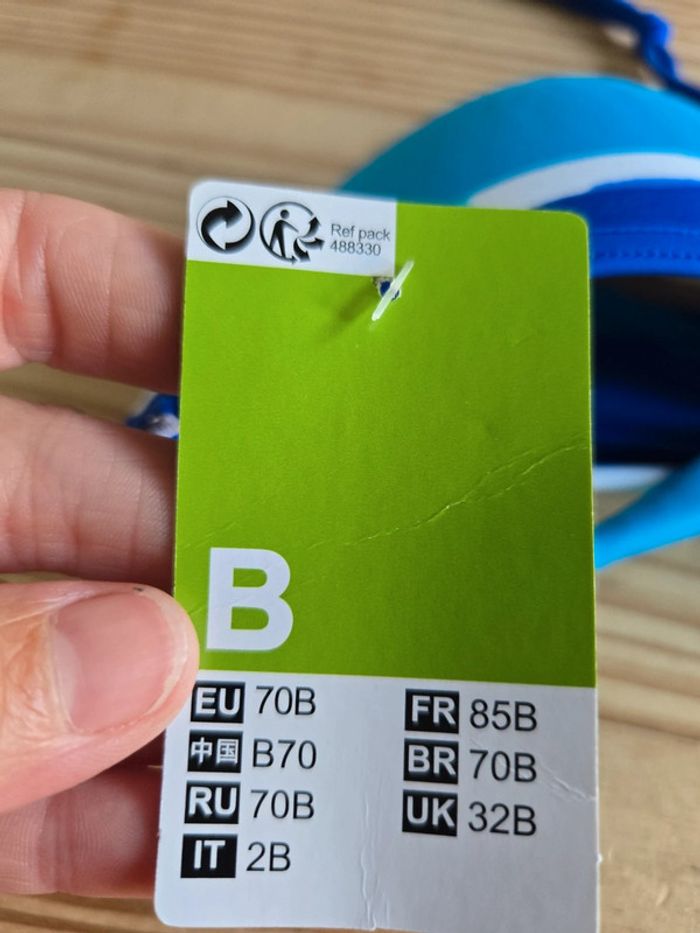 Ref pack
488330
B
EU 70B
中国 B70
RU 70B
IT 2B
FR 85B
BR 70B
UK 32B